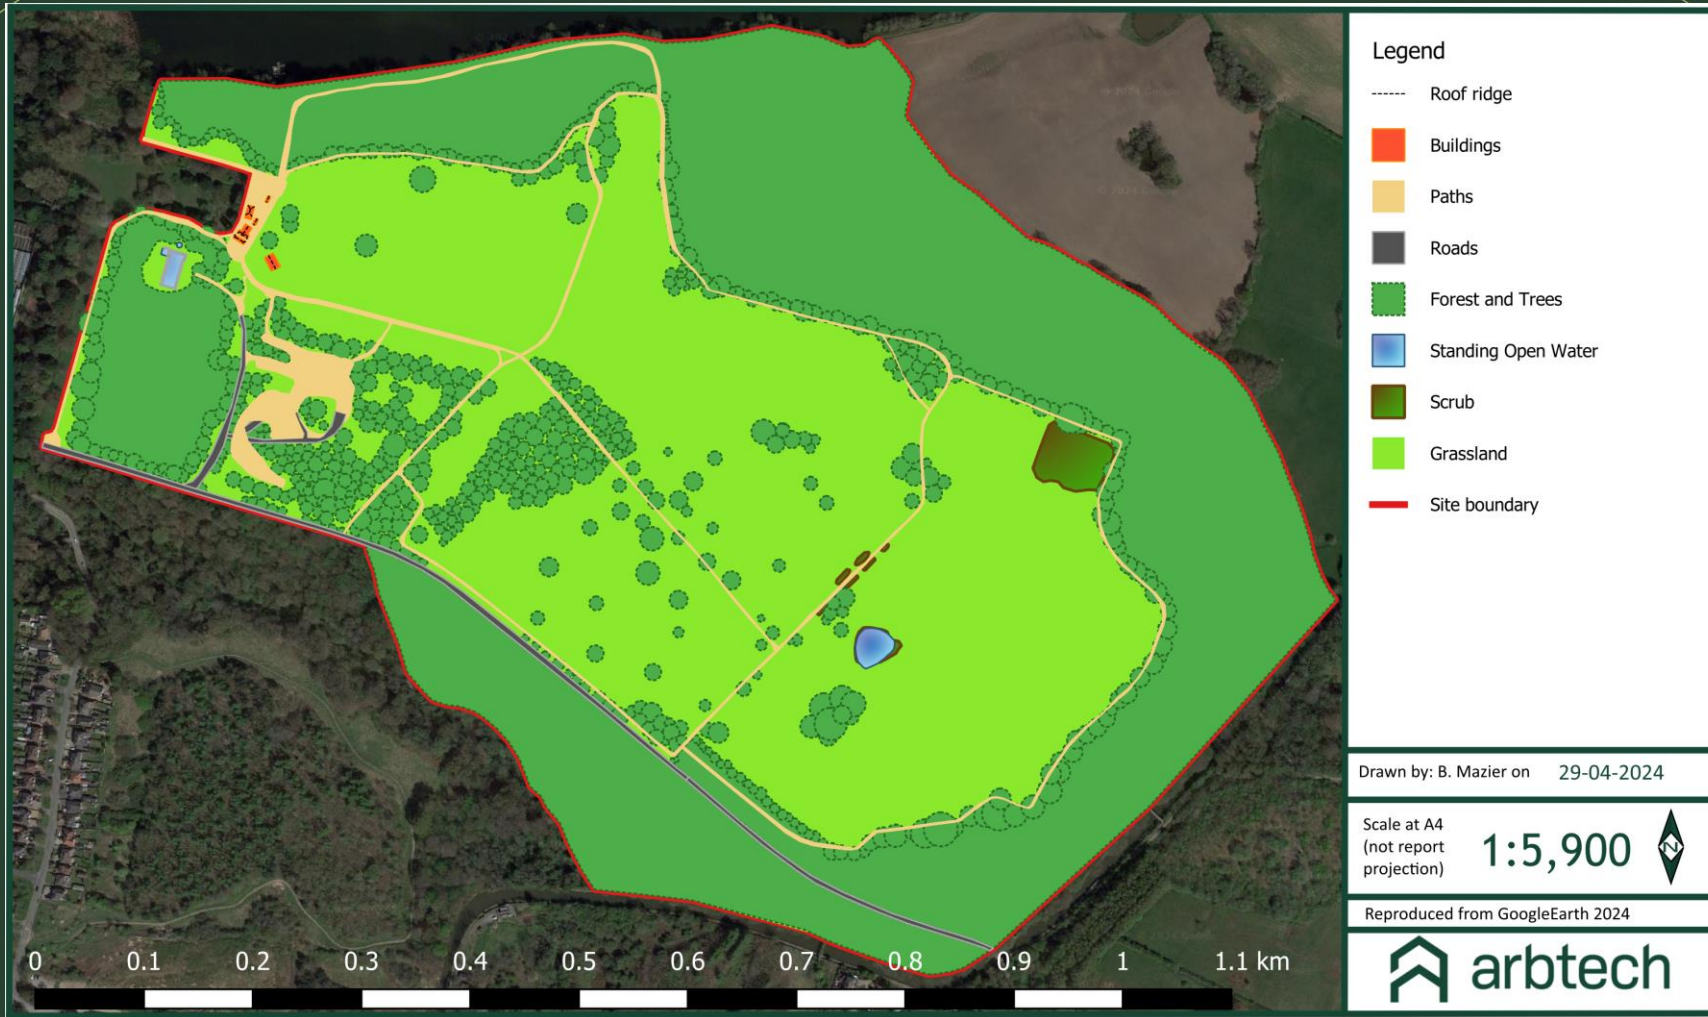 Legend
Roof ridge
Buildings
Paths
Roads
Forest and Trees
Standing Open Water
Scrub
Grassland
Site boundary
Drawn by: B. Mazier on 29-04-2024
Scale at A4
(not report
projection)
1:5,900
N
Reproduced from GoogleEarth 2024
arbtech
0 0.1 0.2 0.3 0.4 0.5 0.6 0.7 0.8 0.9 1 1.1 km